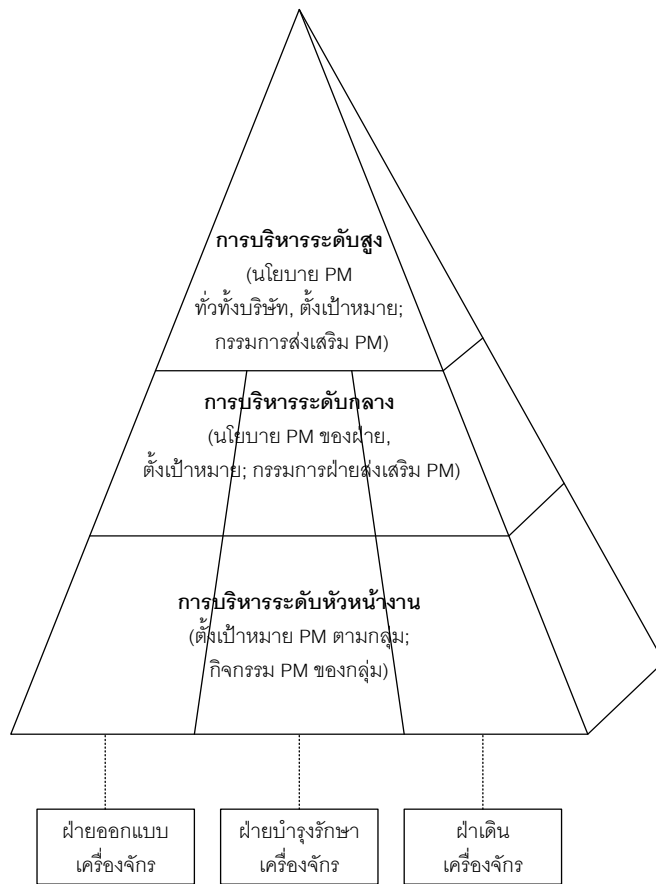 การบริหารระดับสูง
(นโยบาย PM
ทั่วทั้งบริษัท, ตั้งเป้าหมาย;
กรรมการส่งเสริม PM)
การบริหารระดับกลาง
(นโยบาย PM ของฝ่าย,
ตั้งเป้าหมาย; กรรมการฝ่ายส่งเสริม PM)
การบริหารระดับหัวหน้างาน
(ตั้งเป้าหมาย PM ตามกลุ่ม;
กิจกรรม PM ของกลุ่ม)
ฝ่ายออกแบบ
เครื่องจักร
ฝ่ายบำรุงรักษา
เครื่องจักร
ฝ่าเดิน
เครื่องจักร